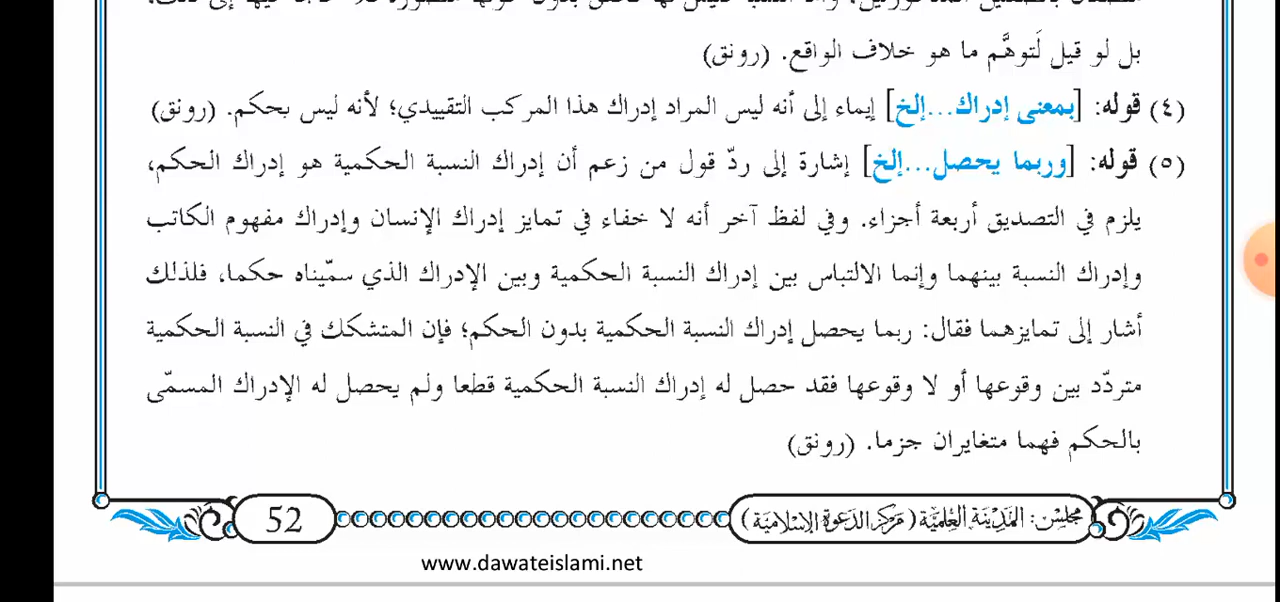 بل لو قيل لَتوهَّم ما هو خلاف الواقع. (رونق)
(٤) قوله: [بمعنى إدراك...إلخ] إيماء إلى أنه ليس المراد إدراك هذا المركب التقييدي؛ لأنه ليس بحكم. (رونق)
(٥) قوله: [وربما يحصل...إلخ] إشارة إلى ردّ قول من زعم أن إدراك النسبة الحكمية هو إدراك الحكم،
يلزم في التصديق أربعة أجزاء. وفي لفظ آخر أنه لا خفاء في تمايز إدراك الإنسان وإدراك مفهوم الكاتب
وإدراك النسبة بينهما وإنما الالتباس بين إدراك النسبة الحكمية وبين الإدراك الذي سمّيناه حكما، فلذلك
أشار إلى تمايزهما فقال: ربما يحصل إدراك النسبة الحكمية بدون الحكم؛ فإن المتشكك في النسبة الحكمية
متردّد بين وقوعها أو لا وقوعها فقد حصل له إدراك النسبة الحكمية قطعا ولم يحصل له الإدراك المسمّى
بالحكم فهما متغايران جزما. (رونق)
مجلس: المدينة العلمية (مركز الدعوة الإسلامية)
52
www.dawateislami.net